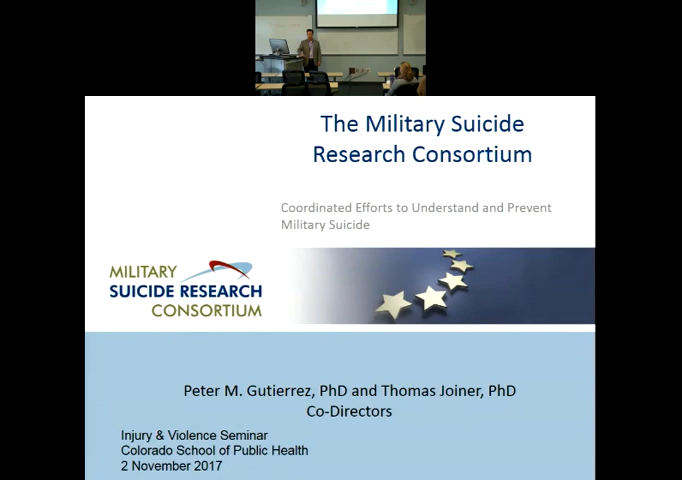 The Military Suicide
Research Consortium
Coordinated Efforts to Understand and Prevent
Military Suicide
MILITARY
SUICIDE RESEARCH
CONSORTIUM
Peter M. Gutierrez, PhD and Thomas Joiner, PhD
Co-Directors
Injury & Violence Seminar
Colorado School of Public Health
2 November 2017